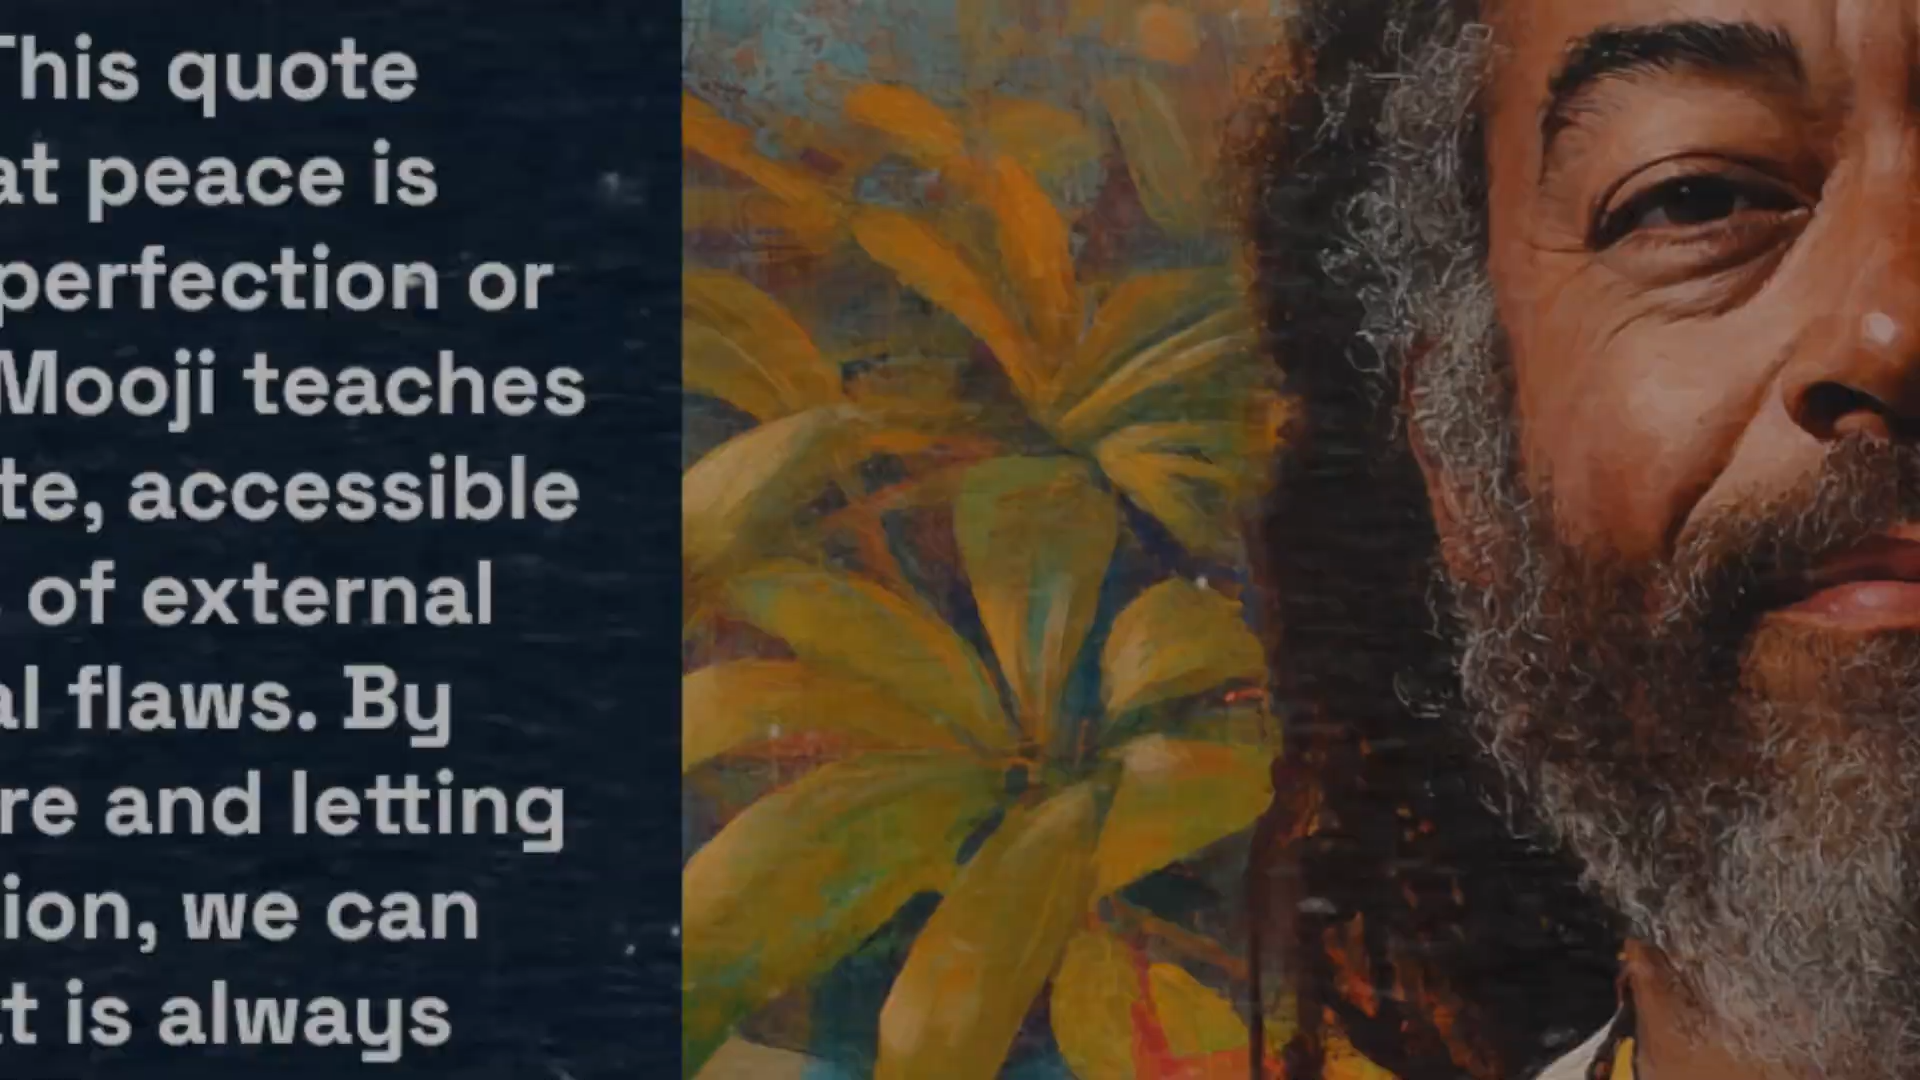 This quote
at peace is
perfection or
Mooji teaches
te, accessible
of external
al flaws. By
re and letting
ion, we can
t is always